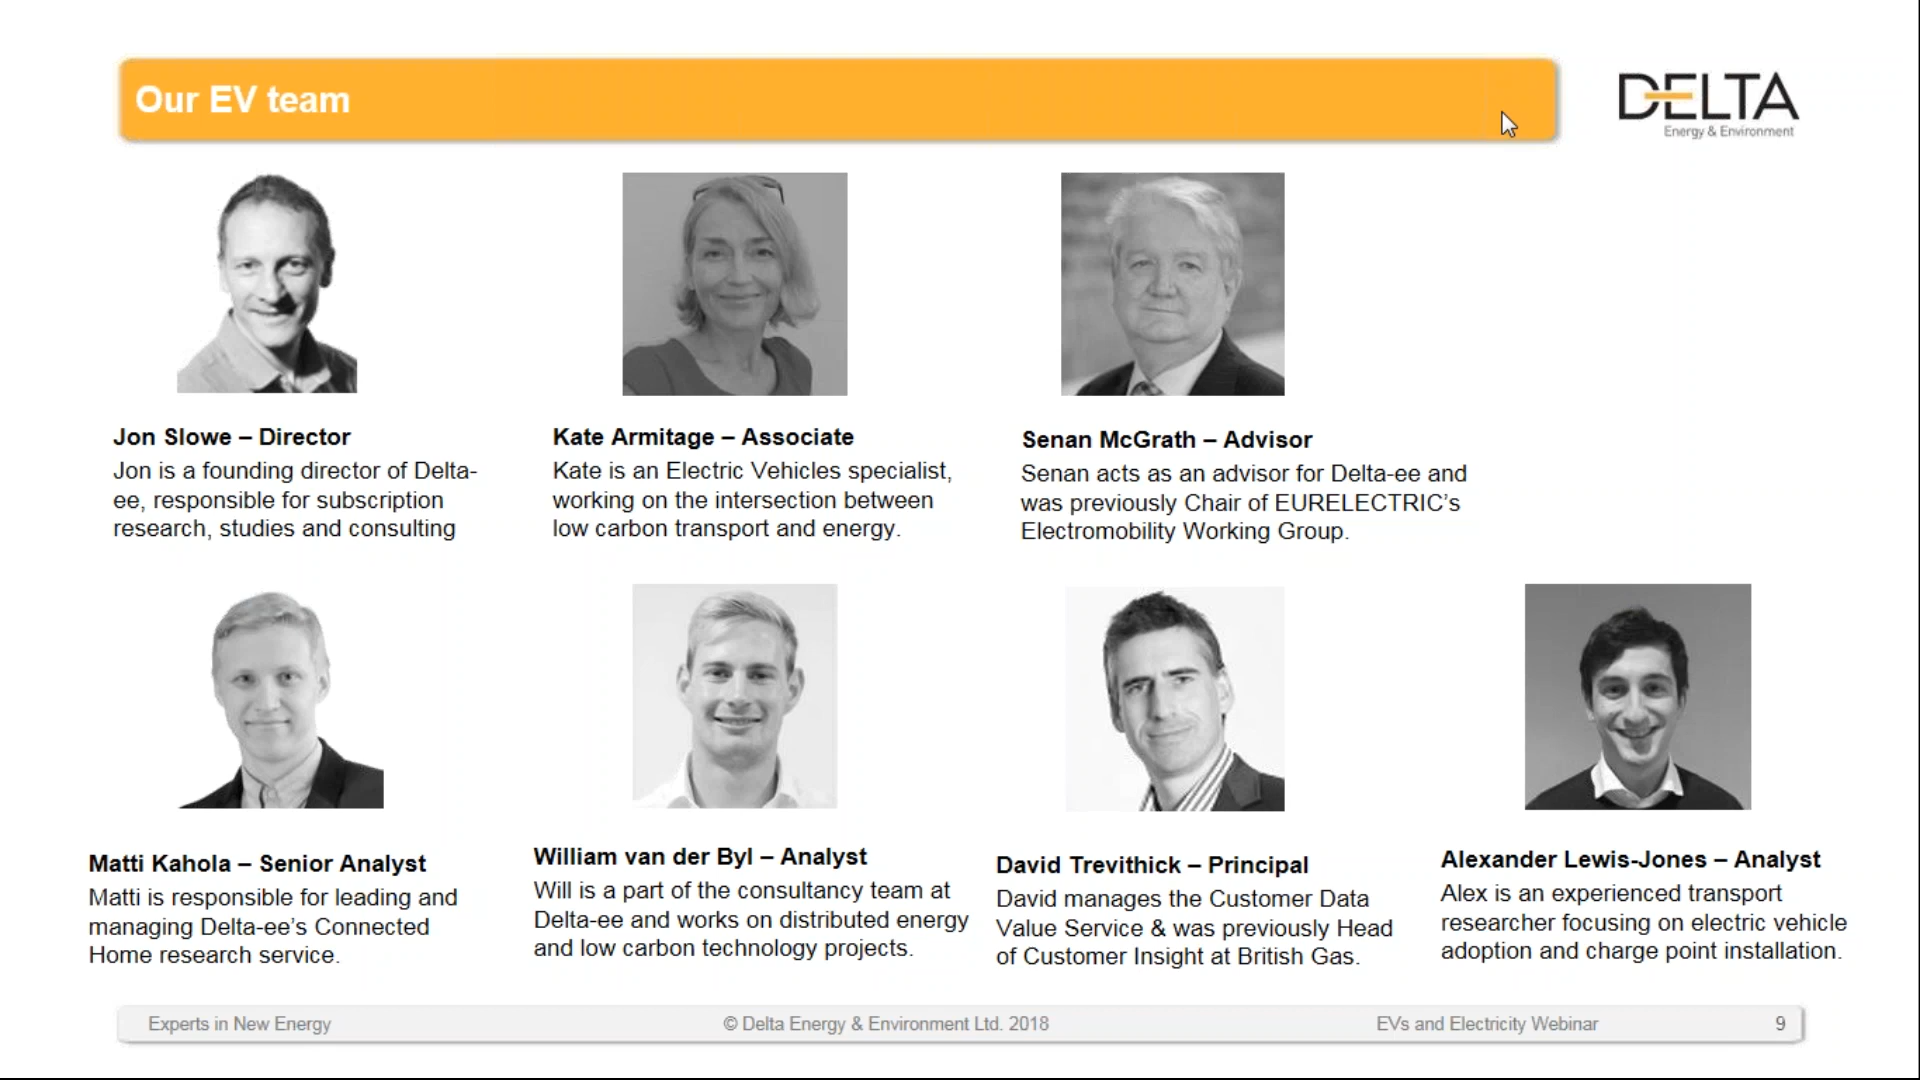 Our EV team
DELTA
Energy & Environment
Jon Slowe – Director
Jon is a founding director of Delta-
ee, responsible for subscription
research, studies and consulting
Kate Armitage – Associate
Kate is an Electric Vehicles specialist,
working on the intersection between
low carbon transport and energy.
Senan McGrath – Advisor
Senan acts as an advisor for Delta-ee and
was previously Chair of EURELECTRIC’s
Electromobility Working Group.
Matti Kahola – Senior Analyst
Matti is responsible for leading and
managing Delta-ee’s Connected
Home research service.
William van der Byl – Analyst
Will is a part of the consultancy team at
Delta-ee and works on distributed energy
and low carbon technology projects.
David Trevithick – Principal
David manages the Customer Data
Value Service & was previously Head
of Customer Insight at British Gas.
Alexander Lewis-Jones – Analyst
Alex is an experienced transport
researcher focusing on electric vehicle
adoption and charge point installation.
Experts in New Energy
© Delta Energy & Environment Ltd. 2018
EVs and Electricity Webinar
9